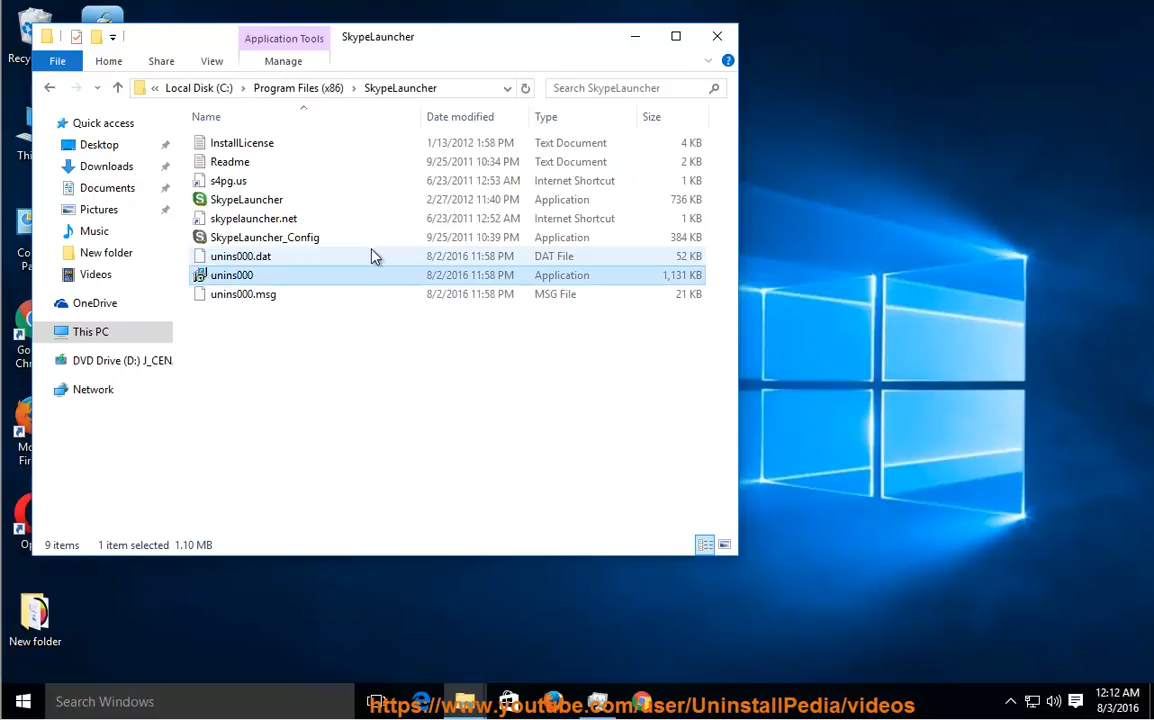 Recy
Application Tools
SkypeLauncher
File
Home
Share
View
Manage
« Local Disk (C:) › Program Files (x86) › SkypeLauncher
Search SkypeLauncher
Name
Date modified
Type
Size
Quick access
Desktop
Downloads
Documents
Pictures
Music
New folder
Videos
OneDrive
This PC
DVD Drive (D:) J_CEN.
Network
InstallLicense 1/13/2012 1:58 PM Text Document 4 KB
Readme 9/25/2011 10:34 PM Text Document 2 KB
s4pg.us 6/23/2011 12:53 AM Internet Shortcut 1 KB
SkypeLauncher 2/27/2012 11:40 PM Application 736 KB
skypelauncher.net 6/23/2011 12:52 AM Internet Shortcut 1 KB
SkypeLauncher_Config 9/25/2011 10:39 PM Application 384 KB
unins000.dat 8/2/2016 11:58 PM DAT File 52 KB
unins000 8/2/2016 11:58 PM Application 1,131 KB
unins000.msg 8/2/2016 11:58 PM MSG File 21 KB
9 items 1 item selected 1.10 MB
Thi
Co
Pa
Go
Chr
Mo
Fir
Op
New folder
Search Windows
https://www.youtube.com/user/UninstallPedia/videos
12:12 AM
8/3/2016